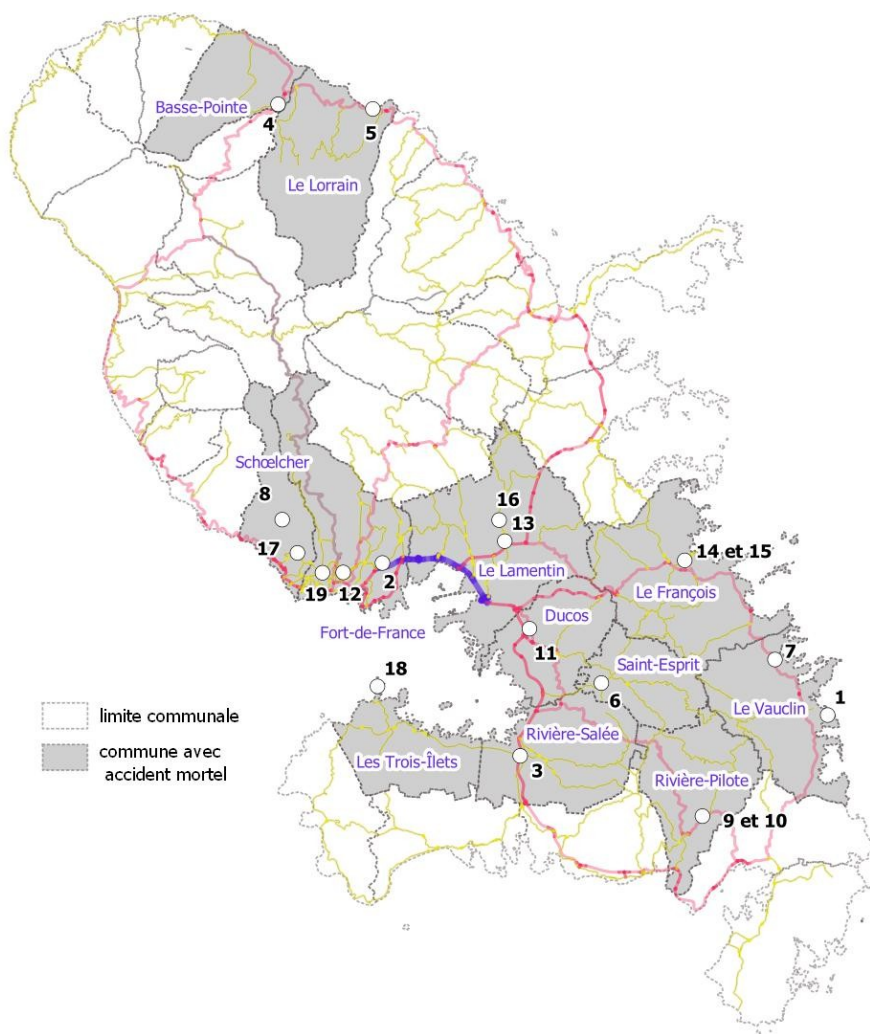 Basse-Pointe
4
5
Le Lorrain
Schœlcher
8
16
13
17
14 et 15
2
Le Lamentin
Le François
19
12
Ducos
Fort-de-France
11
Saint-Esprit
7
18
6
Le Vauclin
1
limite communale
Rivière-Salée
commune avec
accident mortel
Les Trois-Îlets
3
Rivière-Pilote
9 et 10